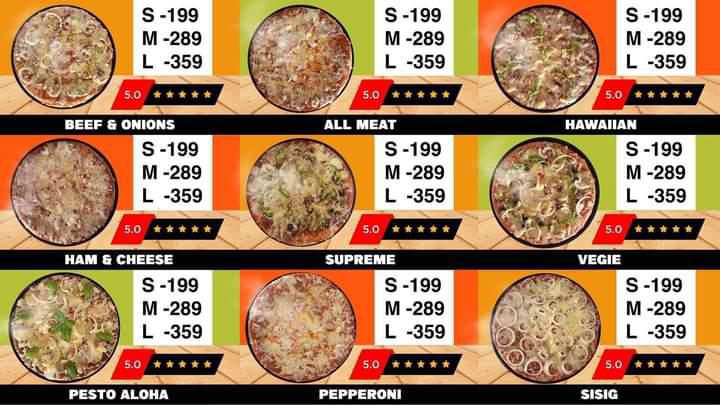 S -199
M -289
L -359
5.0
BEEF & ONIONS
S -199
M -289
L -359
5.0
ALL MEAT
S -199
M -289
L -359
5.0
HAWAIIAN
S -199
M -289
L -359
5.0
HAM & CHEESE
S -199
M -289
L -359
5.0
SUPREME
S -199
M -289
L -359
5.0
VEGIE
S -199
M -289
L -359
5.0
PESTO ALOHA
S -199
M -289
L -359
5.0
PEPPERONI
S -199
M -289
L -359
5.0
SISIG